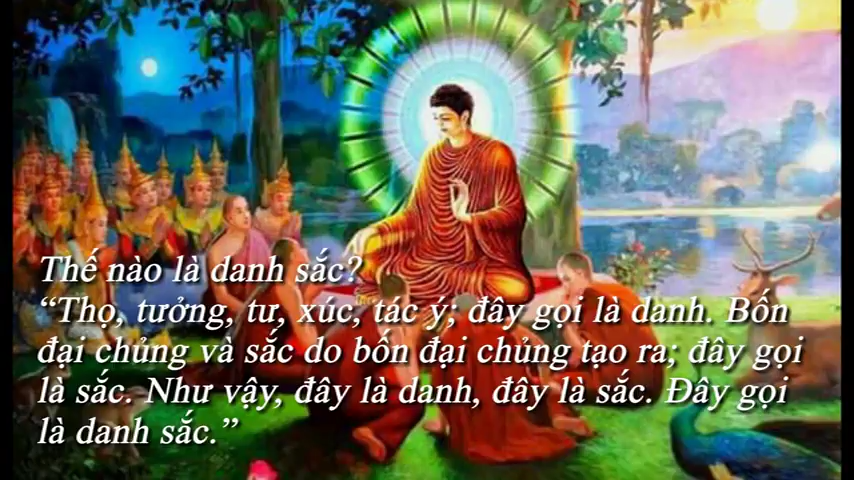 Thế nào là danh sắc?
“Thọ, tưởng, tư, xúc, tác ý; đây gọi là danh. Bốn
đại chủng và sắc do bốn đại chủng tạo ra; đây gọi
là sắc. Như vậy, đây là danh, đây là sắc. Đây gọi
là danh sắc.”